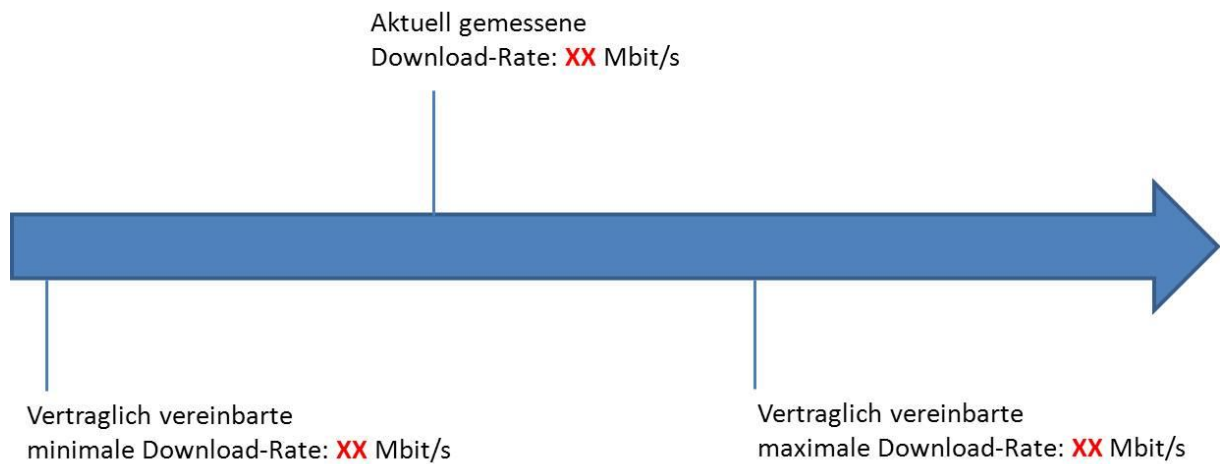 Aktuell gemessene
Download-Rate: XX Mbit/s
Vertraglich vereinbarte
minimale Download-Rate: XX Mbit/s
Vertraglich vereinbarte
maximale Download-Rate: XX Mbit/s